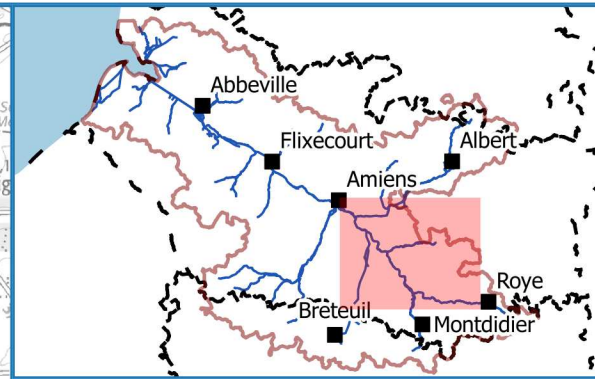 Abbeville
Flixecourt
Albert
Amiens
Roye
Breteuil
Montdidier